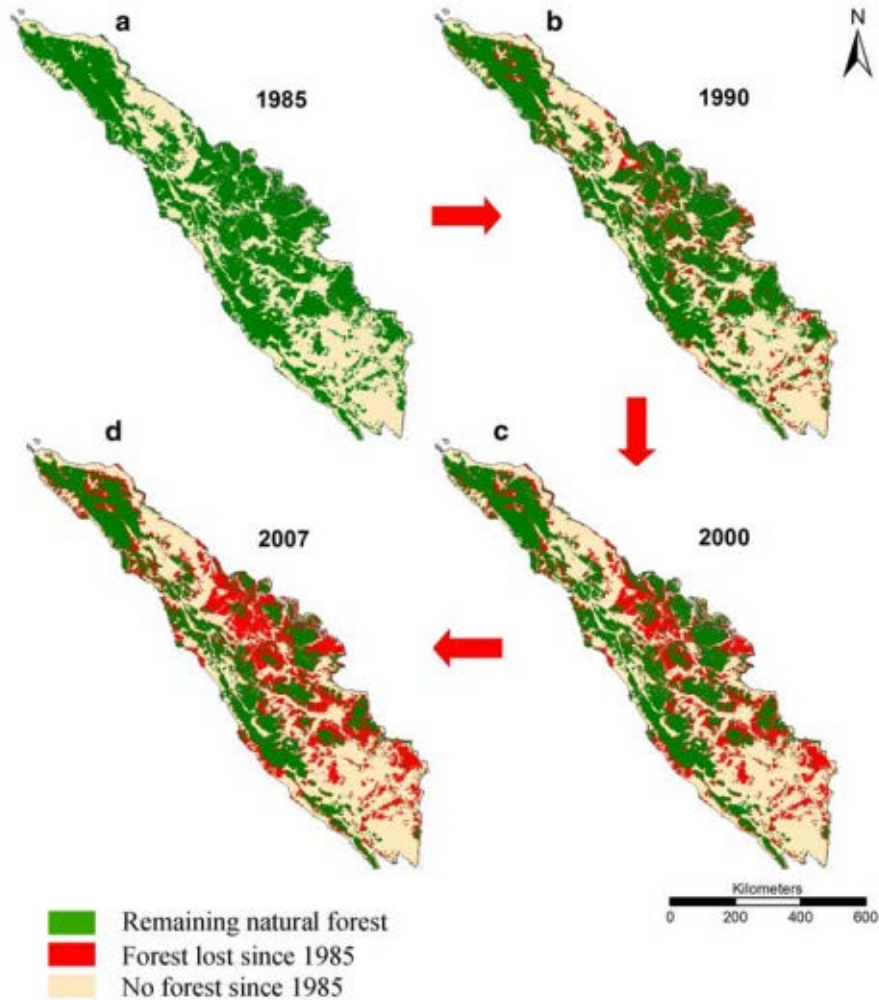 a
1985
b
1990
N
d
2007
c
2000
Kilometers
0 200 400 600
Remaining natural forest
Forest lost since 1985
No forest since 1985